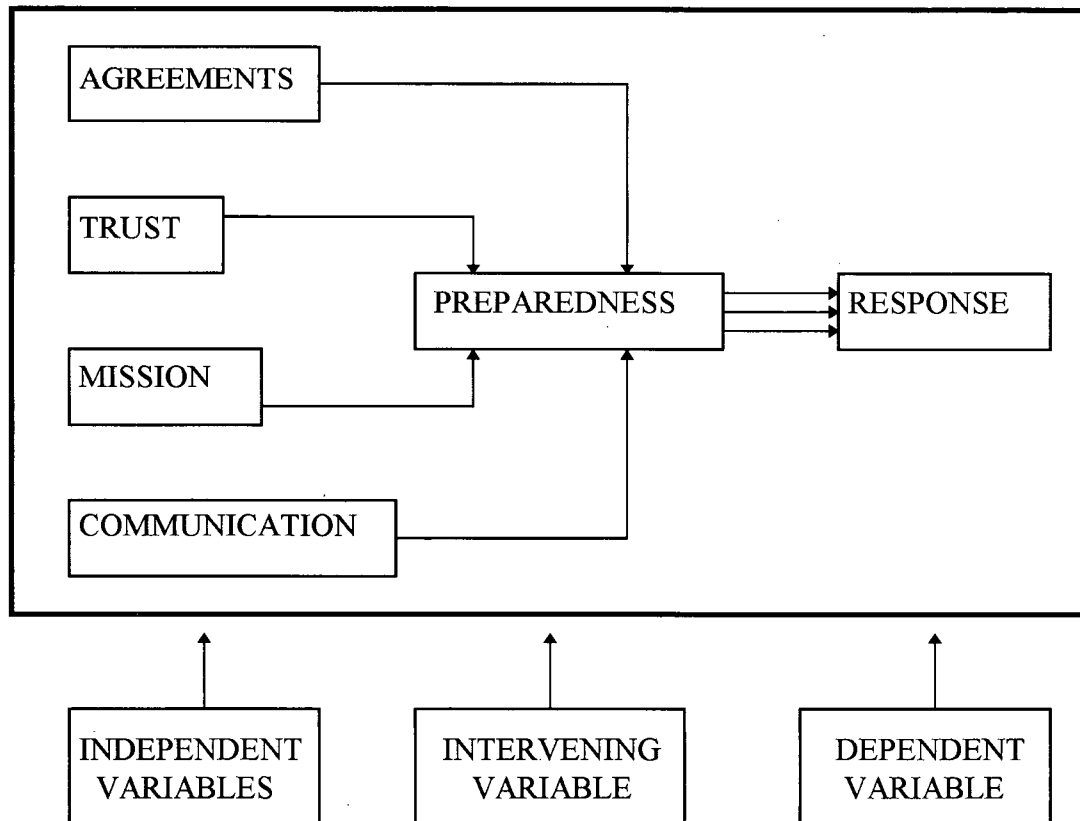 AGREEMENTS
TRUST
PREPAREDNESS
RESPONSE
MISSION
COMMUNICATION
INDEPENDENT
VARIABLES
INTERVENING
VARIABLE
DEPENDENT
VARIABLE